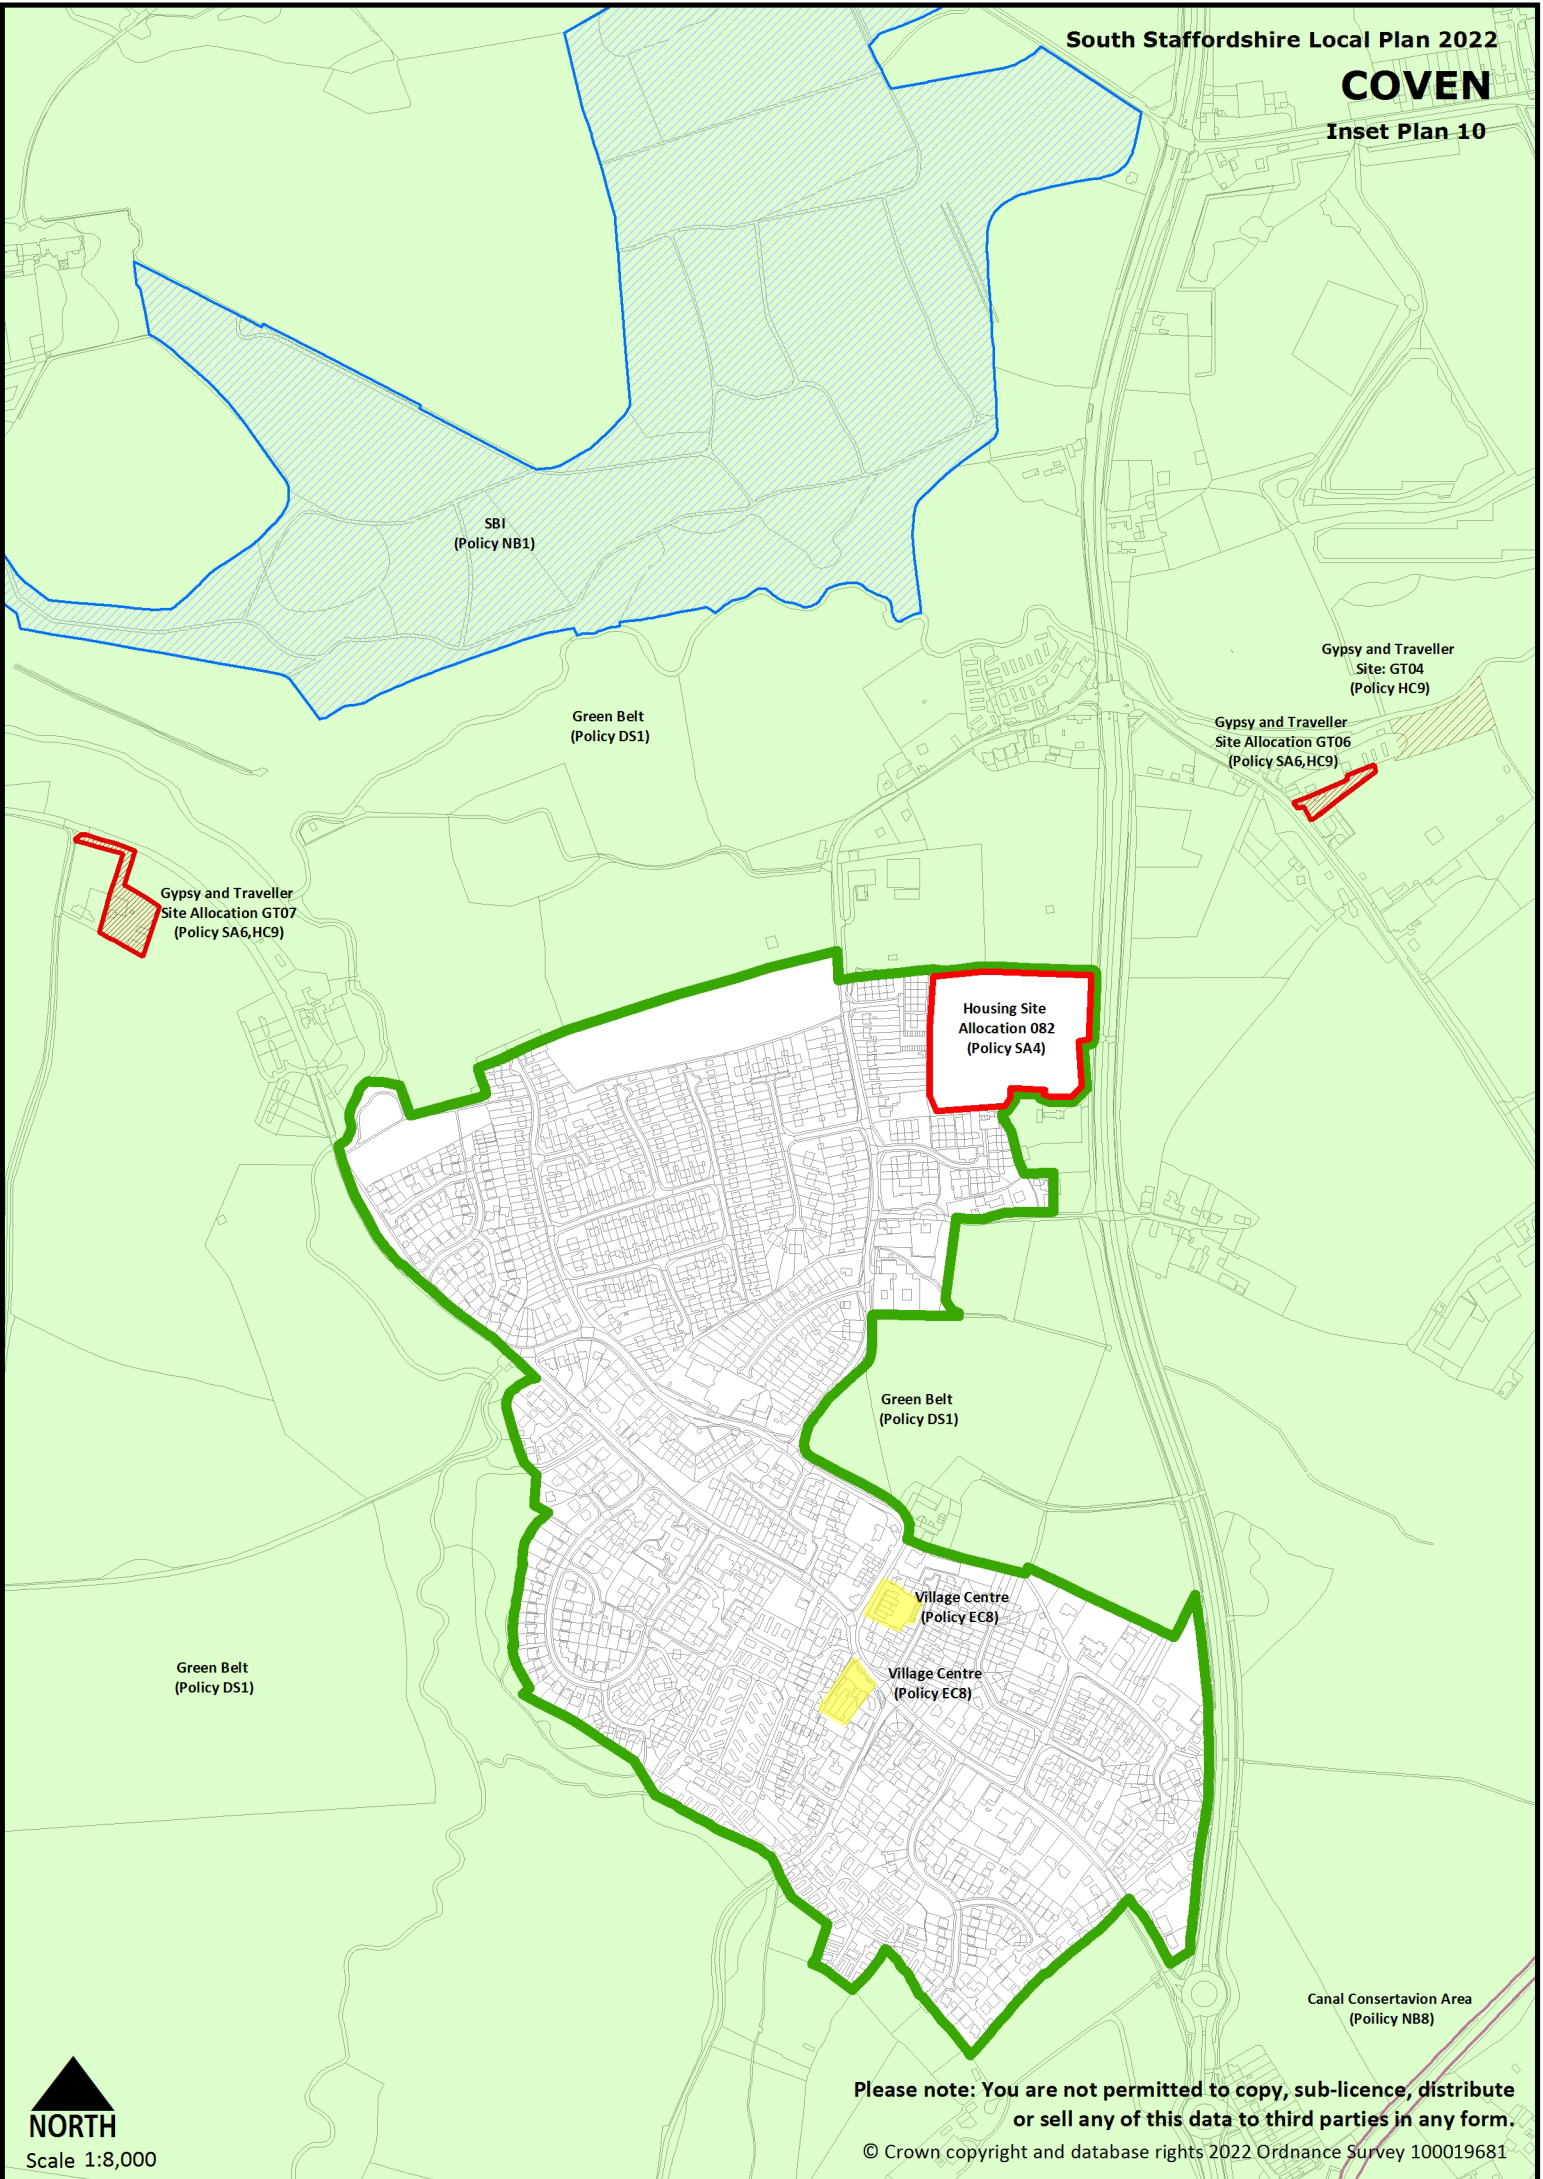 South Staffordshire Local Plan 2022
COVEN
Inset Plan 10
SBI
(Policy NB1)
Gypsy and Traveller
Site: GT04
(Policy HC9)
Green Belt
(Policy DS1)
Gypsy and Traveller
Site Allocation GT06
(Policy SA6,HC9)
Gypsy and Traveller
Site Allocation GT07
(Policy SA6,HC9)
Housing Site
Allocation 082
(Policy SA4)
Green Belt
(Policy DS1)
Village Centre
(Policy EC8)
Green Belt
(Policy DS1)
Village Centre
(Policy EC8)
Canal Consertavion Area
(Poilicy NB8)
NORTH
Scale 1:8,000
Please note: You are not permitted to copy, sub-licence, distribute
or sell any of this data to third parties in any form.
© Crown copyright and database rights 2022 Ordnance Survey 100019681